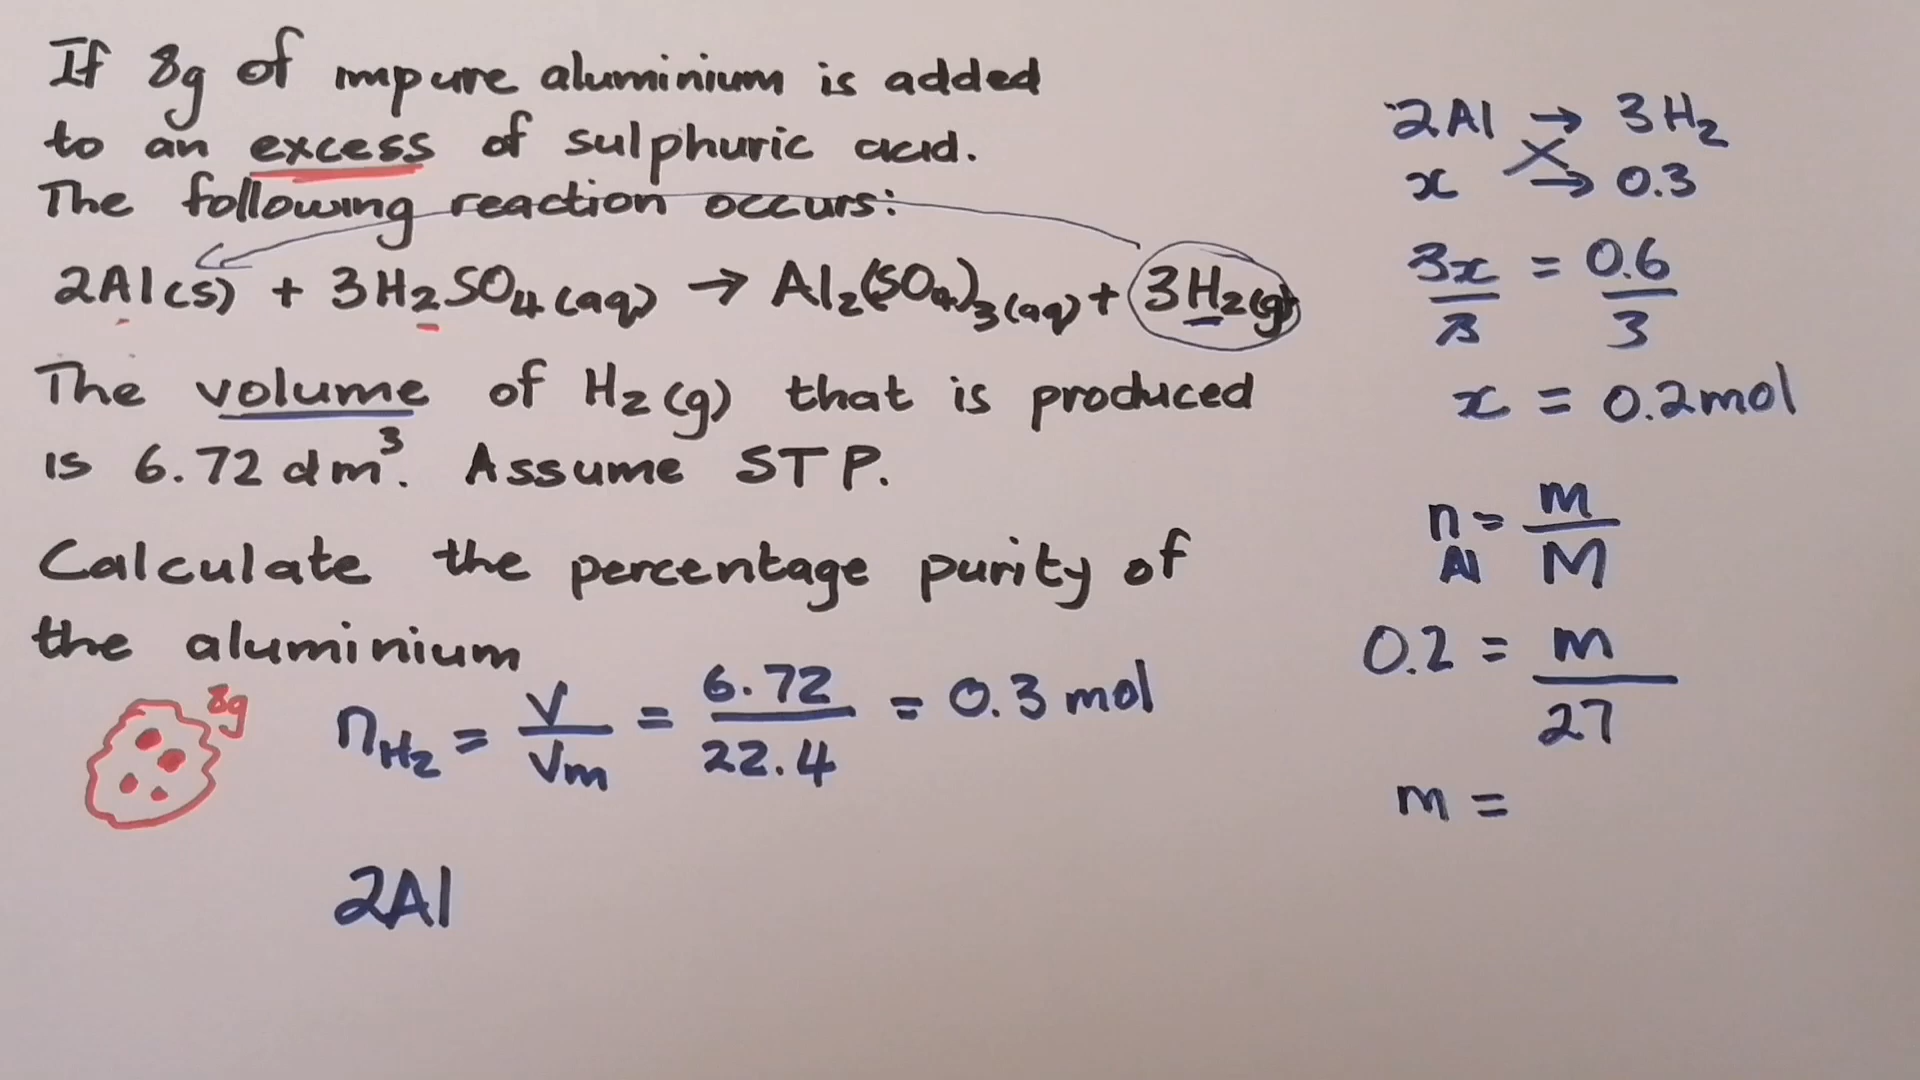 If 8g of impure aluminium is added
to an excess of sulphuric acid.
The following reaction occurs:
2Al(s) + 3H₂SO₄(aq) → Al₂(SO₄)₃(aq) + 3H₂(g)
The volume of H₂(g) that is produced
is 6.72 dm³. Assume STP.
Calculate the percentage purity of
the aluminium
8g
nH₂ = V/Vm = 6.72/22.4 = 0.3 mol
2Al
2Al → 3H₂
x → 0.3
3x/3 = 0.6/3
x = 0.2mol
n = m/M
Al
0.2 = m/27
m =